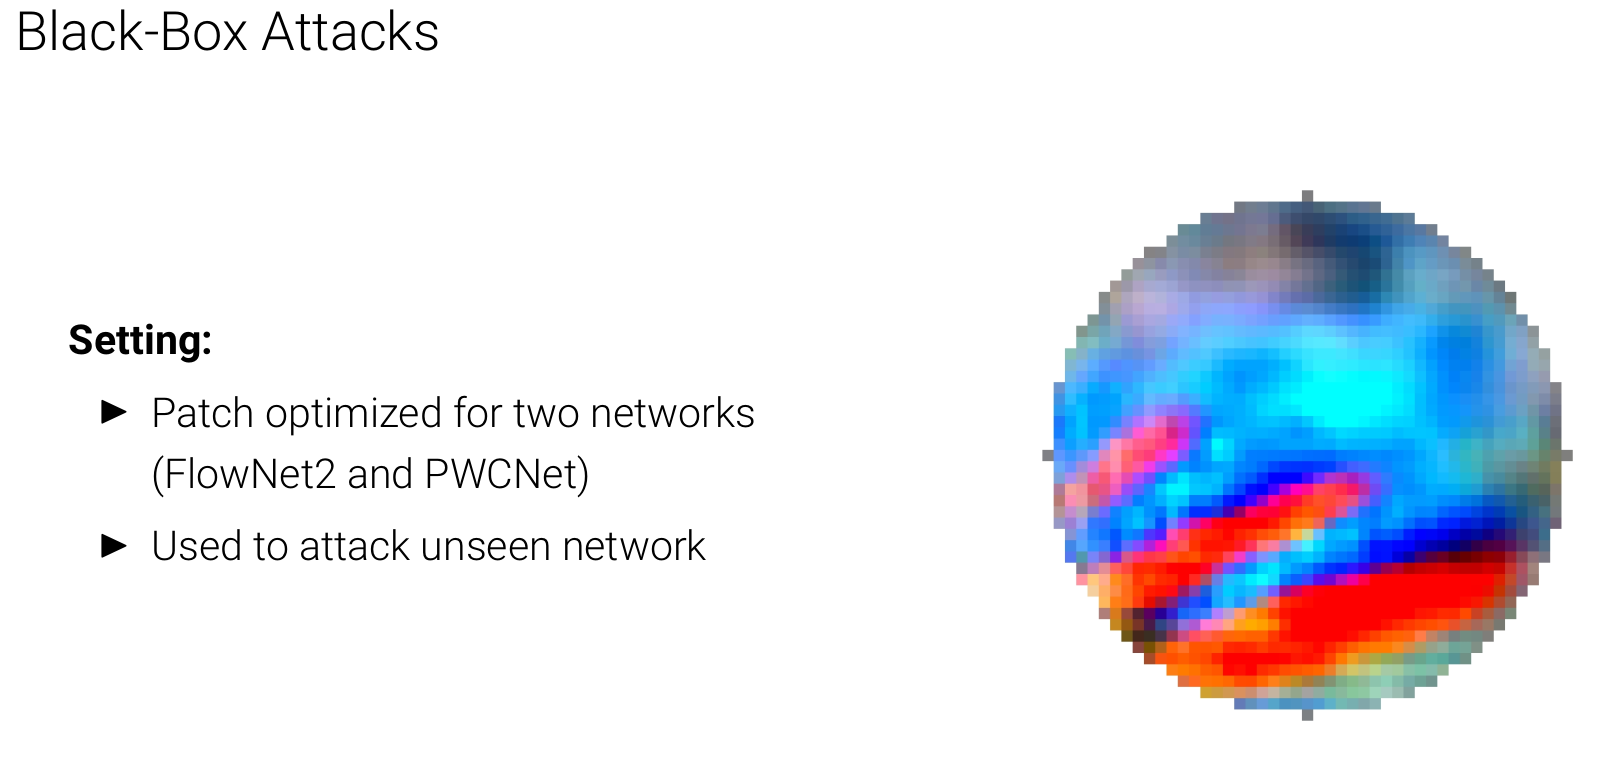 Black-Box Attacks
Setting:
► Patch optimized for two networks
(FlowNet2 and PWCNet)
► Used to attack unseen network